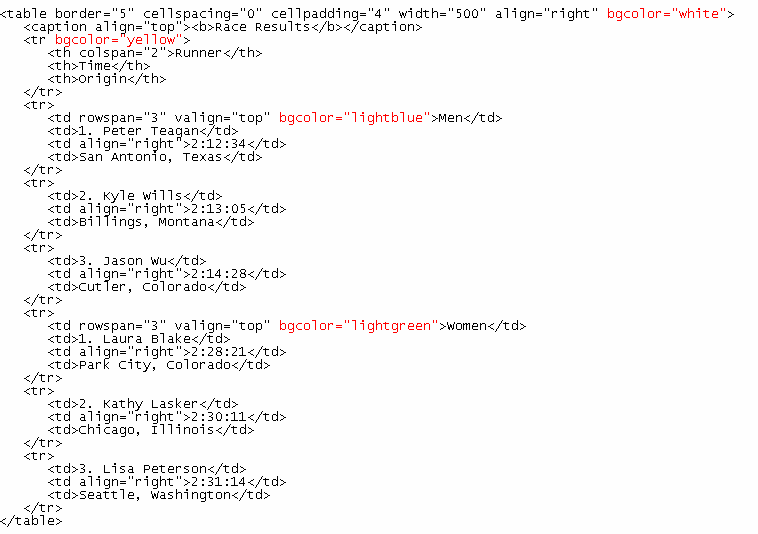 <table border="5" cellspacing="0" cellpadding="4" width="500" align="right" bgcolor="white">
   <caption align="top"><b>Race Results</b></caption>
   <tr bgcolor="yellow">
      <th colspan="2">Runner</th>
      <th>Time</th>
      <th>Origin</th>
   </tr>
   <tr>
      <td rowspan="3" valign="top" bgcolor="lightblue">Men</td>
      <td>1. Peter Teagan</td>
      <td align="right">2:12:34</td>
      <td>San Antonio, Texas</td>
   </tr>
   <tr>
      <td>2. Kyle Wills</td>
      <td align="right">2:13:05</td>
      <td>Billings, Montana</td>
   </tr>
   <tr>
      <td>3. Jason Wu</td>
      <td align="right">2:14:28</td>
      <td>Cutler, Colorado</td>
   </tr>
   <tr>
      <td rowspan="3" valign="top" bgcolor="lightgreen">Women</td>
      <td>1. Laura Blake</td>
      <td align="right">2:28:21</td>
      <td>Park City, Colorado</td>
   </tr>
   <tr>
      <td>2. Kathy Lasker</td>
      <td align="right">2:30:11</td>
      <td>Chicago, Illinois</td>
   </tr>
   <tr>
      <td>3. Lisa Peterson</td>
      <td align="right">2:31:14</td>
      <td>Seattle, Washington</td>
   </tr>
</table>